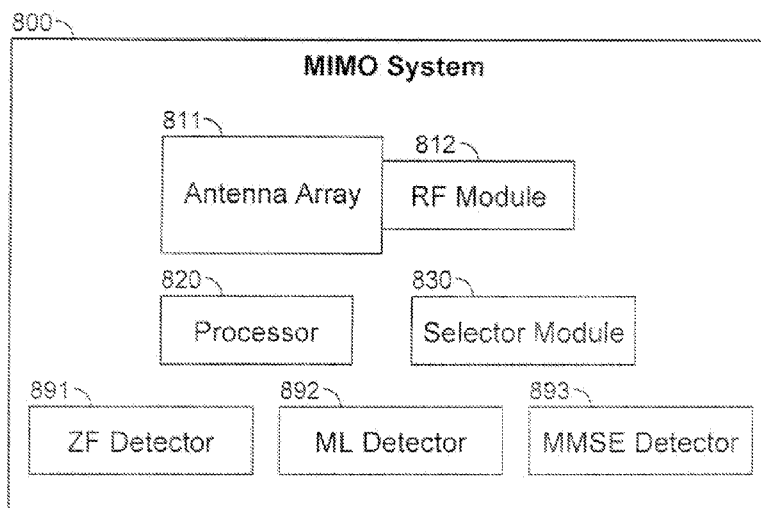 800
MIMO System
811
812
Antenna Array
RF Module
820
830
Processor
Selector Module
891
892
893
ZF Detector
ML Detector
MMSE Detector